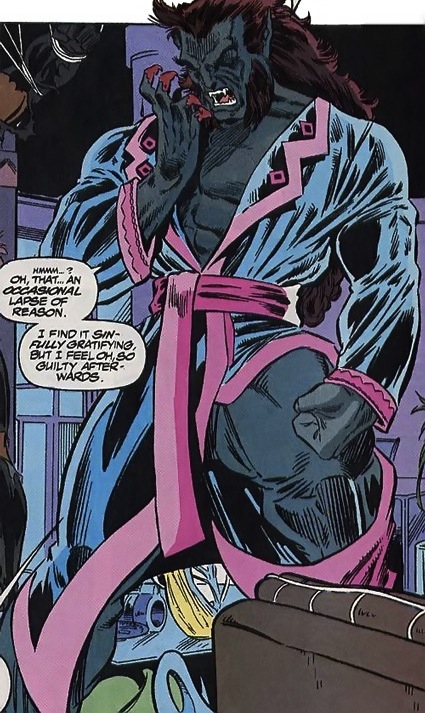 HMMM...?
OH, THAT... AN
OCCASIONAL
LAPSE OF
REASON.
I FIND IT SIN-
FULLY GRATIFYING,
BUT I FEEL OH, SO
GUILTY AFTER-
WARDS.